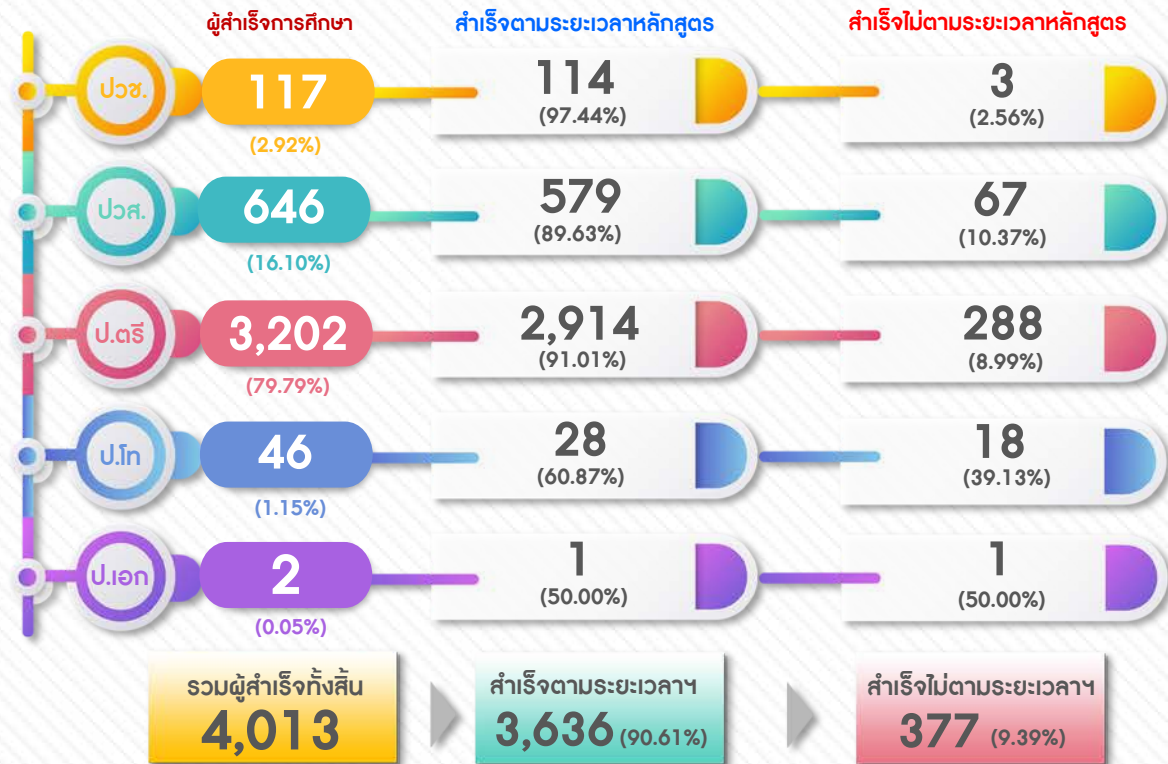 ผู้สำเร็จการศึกษา สำเร็จตามระยะเวลาหลักสูตร สำเร็จไม่ตามระยะเวลาหลักสูตร
ปวช. 117 114 3
(2.92%) (97.44%) (2.56%)
ปวส. 646 579 67
(16.10%) (89.63%) (10.37%)
ป.ตรี 3,202 2,914 288
(79.79%) (91.01%) (8.99%)
ป.โท 46 28 18
(1.15%) (60.87%) (39.13%)
ป.เอก 2 1 1
(0.05%) (50.00%) (50.00%)
รวมผู้สำเร็จทั้งสิ้น สำเร็จตามระยะเวลาฯ สำเร็จไม่ตามระยะเวลาฯ
4,013 3,636 (90.61%) 377 (9.39%)